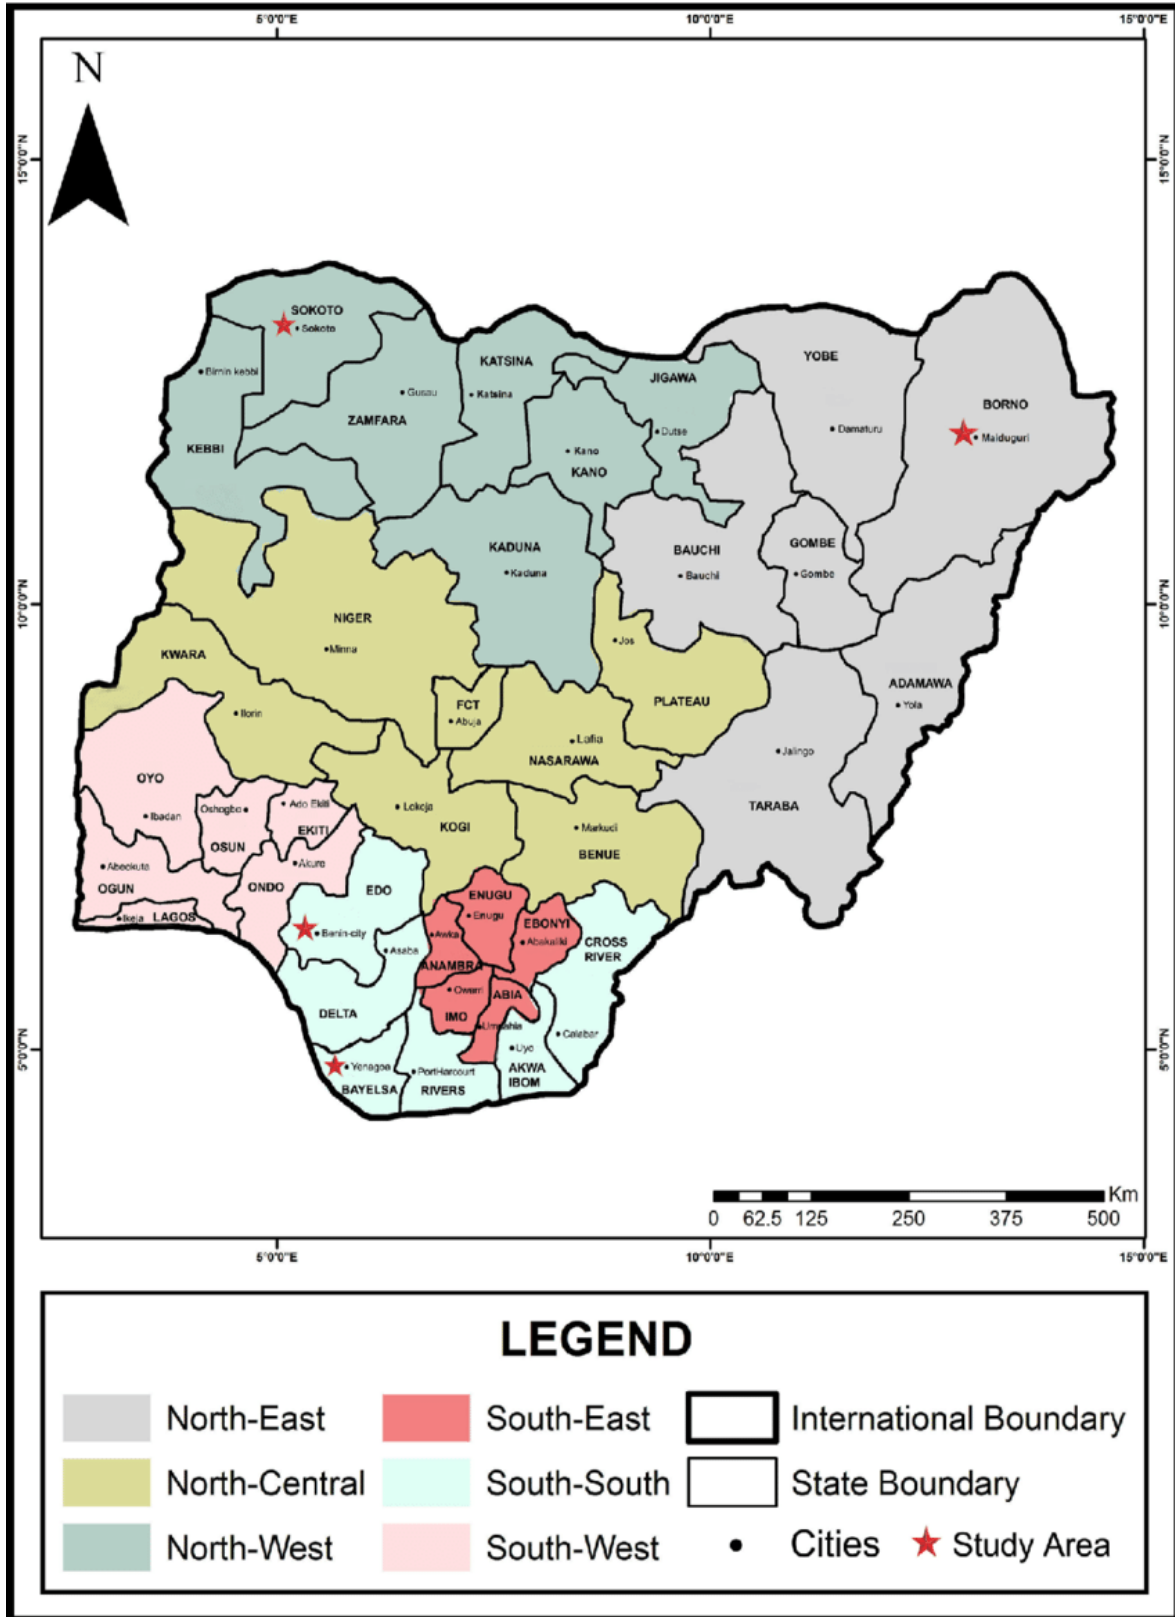 5°0'0"E 10°0'0"E 15°0'0"E
N
15°0'0"N 15°0'0"N
SOKOTO
Sokoto
KATSINA
YOBE
Birnin kebbi
JIGAWA
Gusau
Katsina
BORNO
ZAMFARA
Dutse
Damaturu
Maiduguri
KEBBI
Kano
KANO
KADUNA
BAUCHI
GOMBE
Kaduna
Bauchi
Gombe
10°0'0"N 10°0'0"N
NIGER
Minna
Jos
KWARA
ADAMAWA
PLATEAU
FCT
Yola
Ilorin
Abuja
Lafia
Jalingo
NASARAWA
OYO
TARABA
Oshogbo
Ado Ekiti
Lokoja
Ibadan
KOGI
Markudi
EKITI
OSUN
BENUE
Abeokuta
Akure
OGUN
ONDO
EDO
ENUGU
Ikeja
LAGOS
Enugu
EBONYI
Benin-city
Awka
Abakaliki
CROSS
RIVER
Asaba
ANAMBRA
Owerri
ABIA
DELTA
IMO
Umuahia
Calabar
Uyo
5°0'0"N 5°0'0"N
Yenagoa
PortHarcourt
AKWA
IBOM
BAYELSA
RIVERS
Km
0 62.5 125 250 375 500
5°0'0"E 10°0'0"E 15°0'0"E
LEGEND
North-East South-East International Boundary
North-Central South-South State Boundary
North-West South-West Cities Study Area